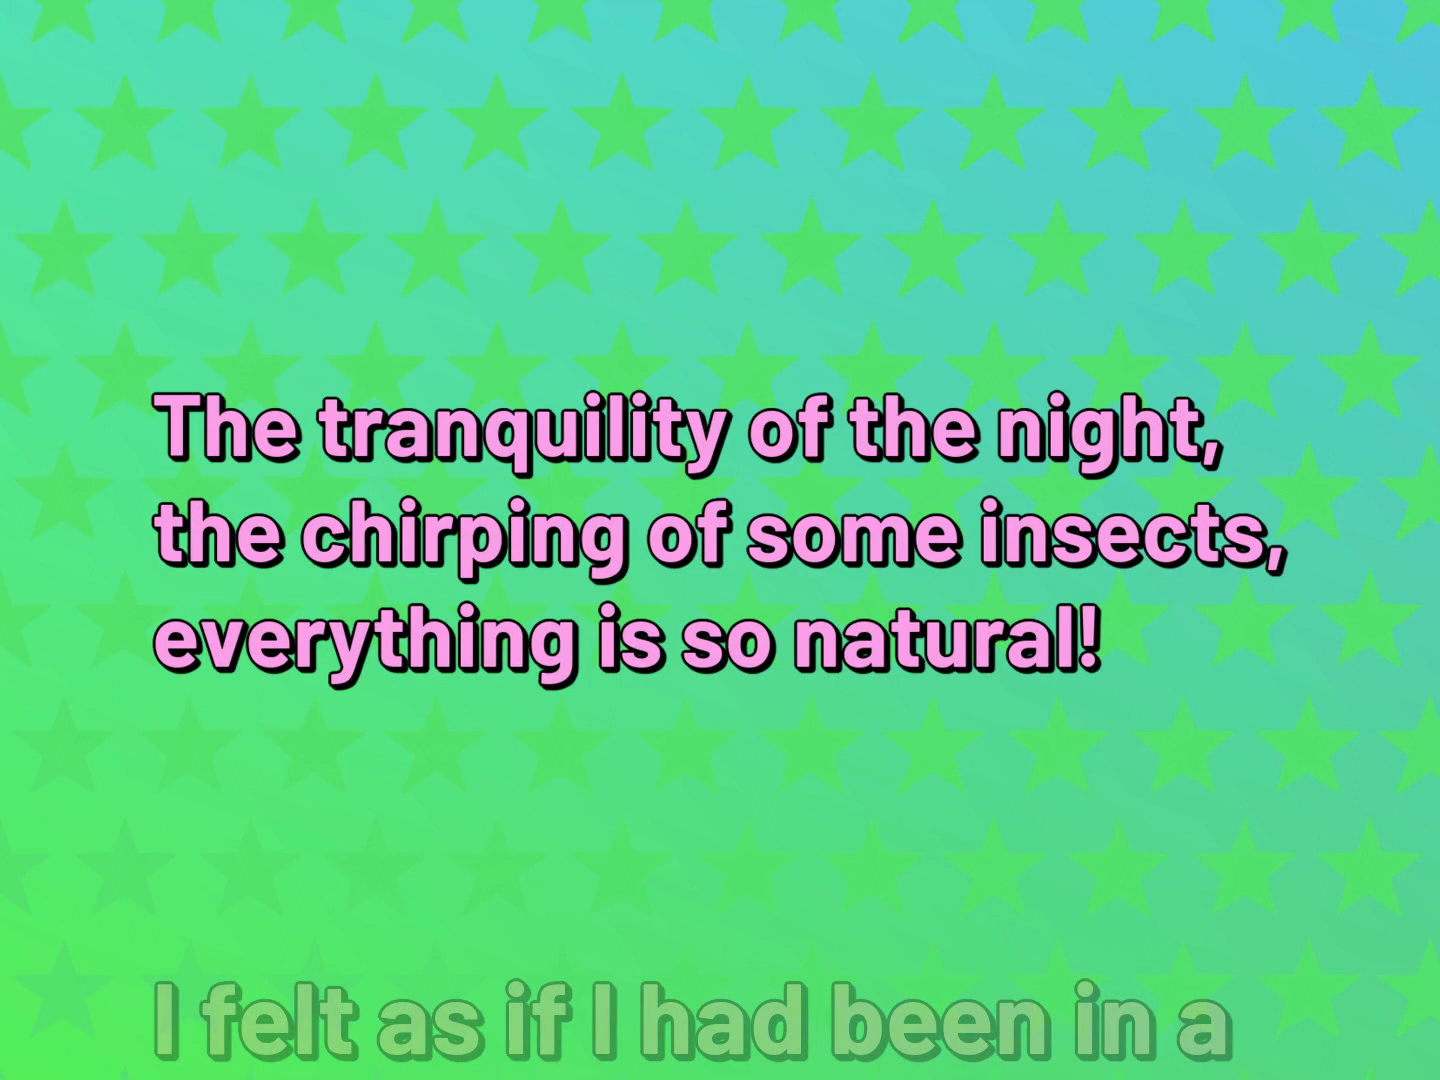 The tranquility of the night,
the chirping of some insects,
everything is so natural!
I felt as if I had been in a